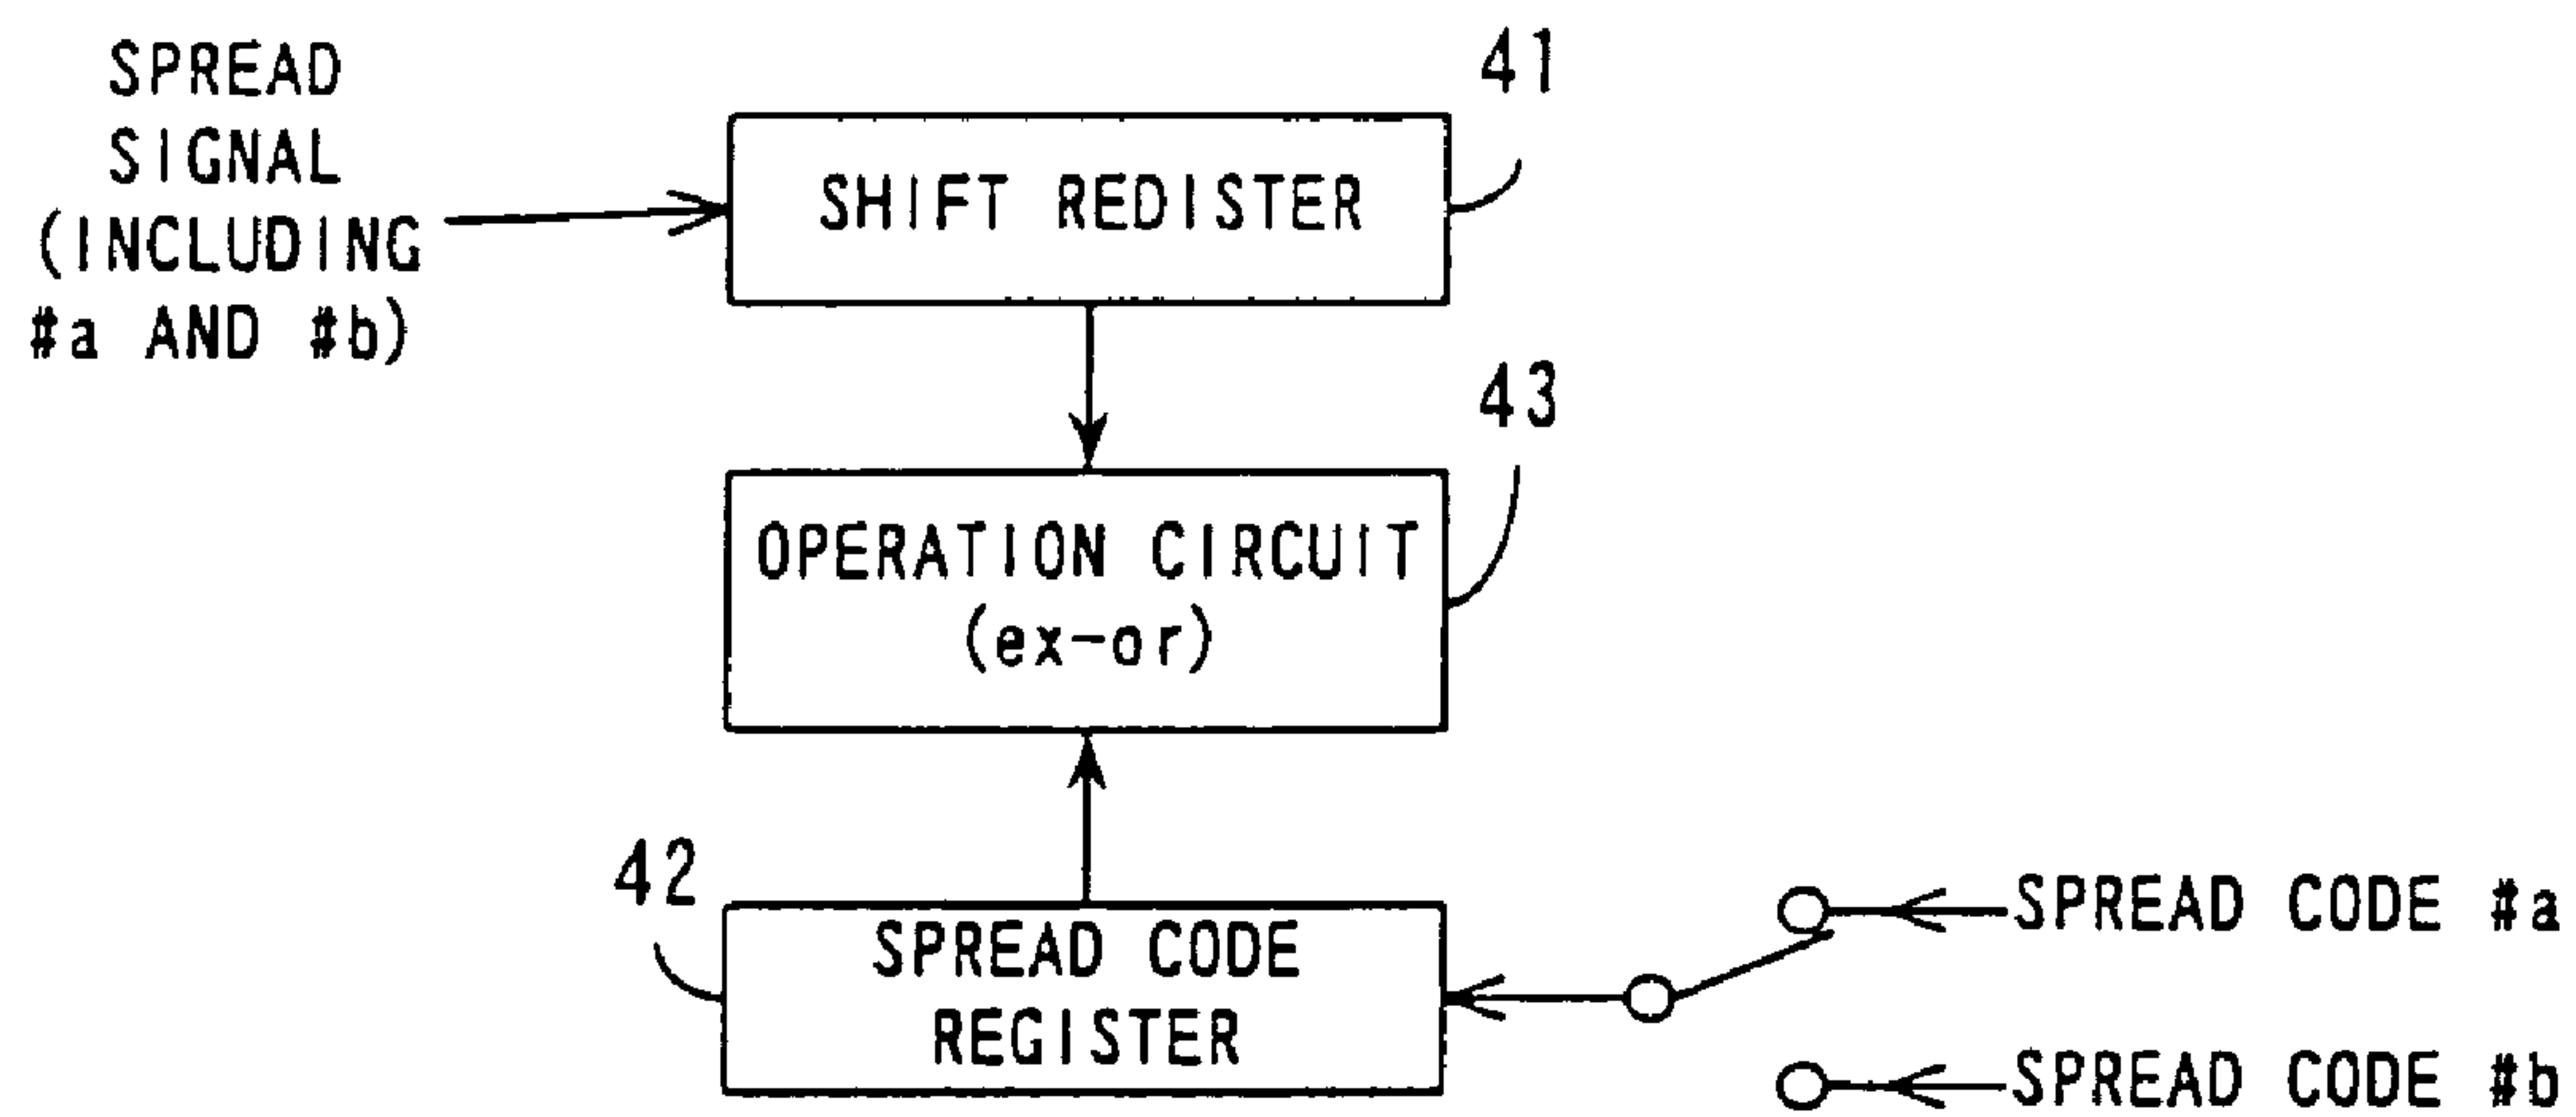 SPREAD
SIGNAL
(INCLUDING
#a AND #b)
41
SHIFT REDISTER
43
OPERATION CIRCUIT
(ex-or)
42
SPREAD CODE
REGISTER
SPREAD CODE #a
SPREAD CODE #b